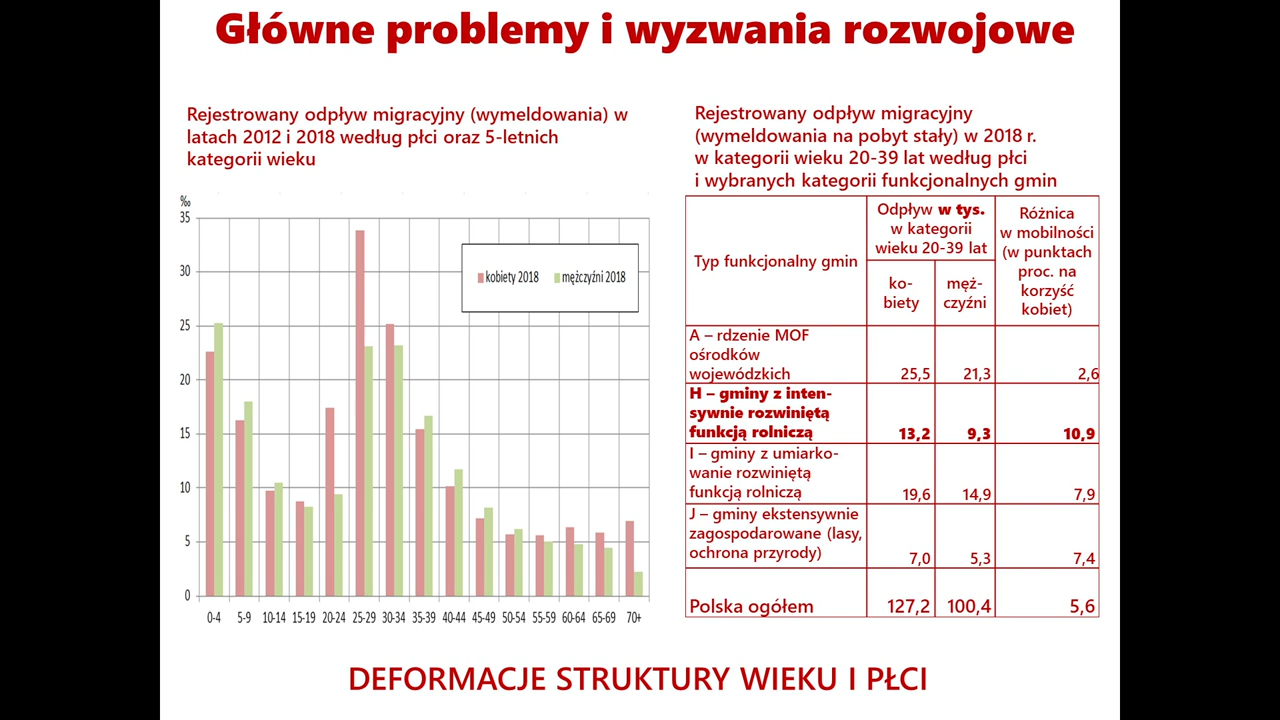 Główne problemy i wyzwania rozwojowe
Rejestrowany odpływ migracyjny (wymeldowania) w
latach 2012 i 2018 według płci oraz 5-letnich
kategorii wieku
‰
35
30
25
20
15
10
5
0
kobiety 2018
mężczyźni 2018
0-4 5-9 10-14 15-19 20-24 25-29 30-34 35-39 40-44 45-49 50-54 55-59 60-64 65-69 70+
Rejestrowany odpływ migracyjny
(wymeldowania na pobyt stały) w 2018 r.
w kategorii wieku 20-39 lat według płci
i wybranych kategorii funkcjonalnych gmin
Typ funkcjonalny gmin
Odpływ w tys.
w kategorii
wieku 20-39 lat
ko-
biety
męż-
czyźni
Różnica
w mobilności
(w punktach
proc. na
korzyść
kobiet)
A – rdzenie MOF
ośrodków
wojewódzkich 25,5 21,3 2,6
H – gminy z inten-
sywnie rozwiniętą
funkcją rolniczą 13,2 9,3 10,9
I – gminy z umiarko-
wanie rozwiniętą
funkcją rolniczą 19,6 14,9 7,9
J – gminy ekstensywnie
zagospodarowane (lasy,
ochrona przyrody) 7,0 5,3 7,4
Polska ogółem 127,2 100,4 5,6
DEFORMACJE STRUKTURY WIEKU I PŁCI